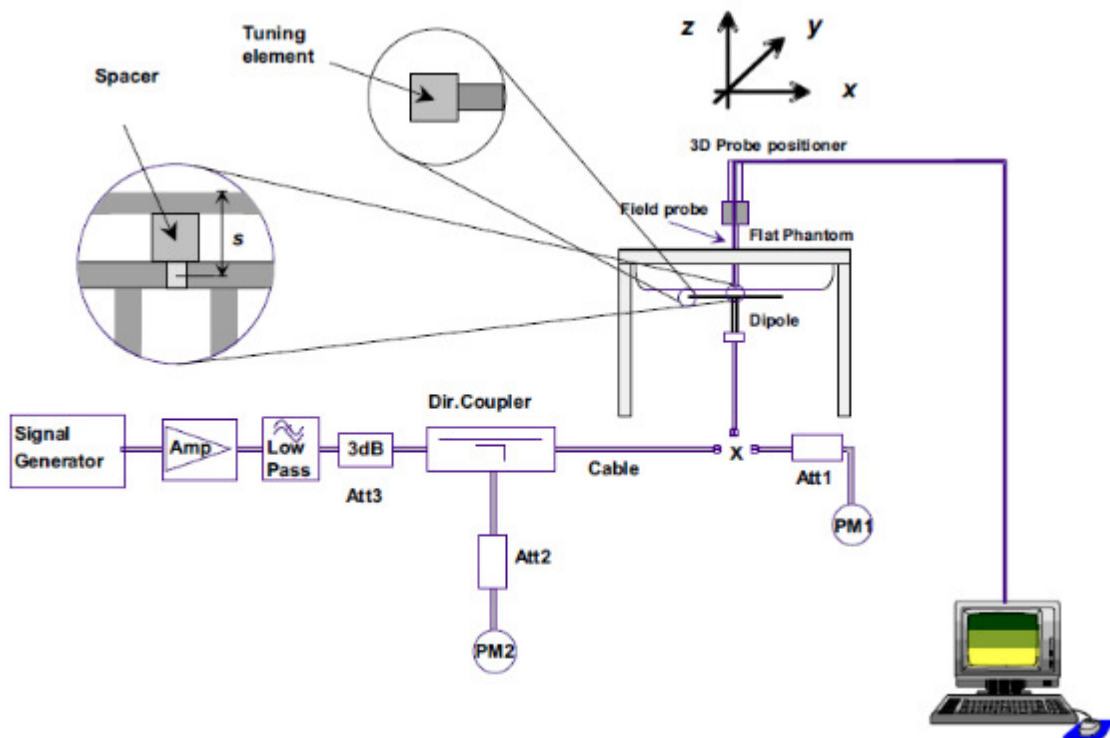 Tuning
element
Spacer
s
z
y
x
3D Probe positioner
Field probe
Flat Phantom
Dipole
Dir.Coupler
Signal
Generator
Amp
Low
Pass
3dB
Att3
Cable
X
Att1
PM1
Att2
PM2